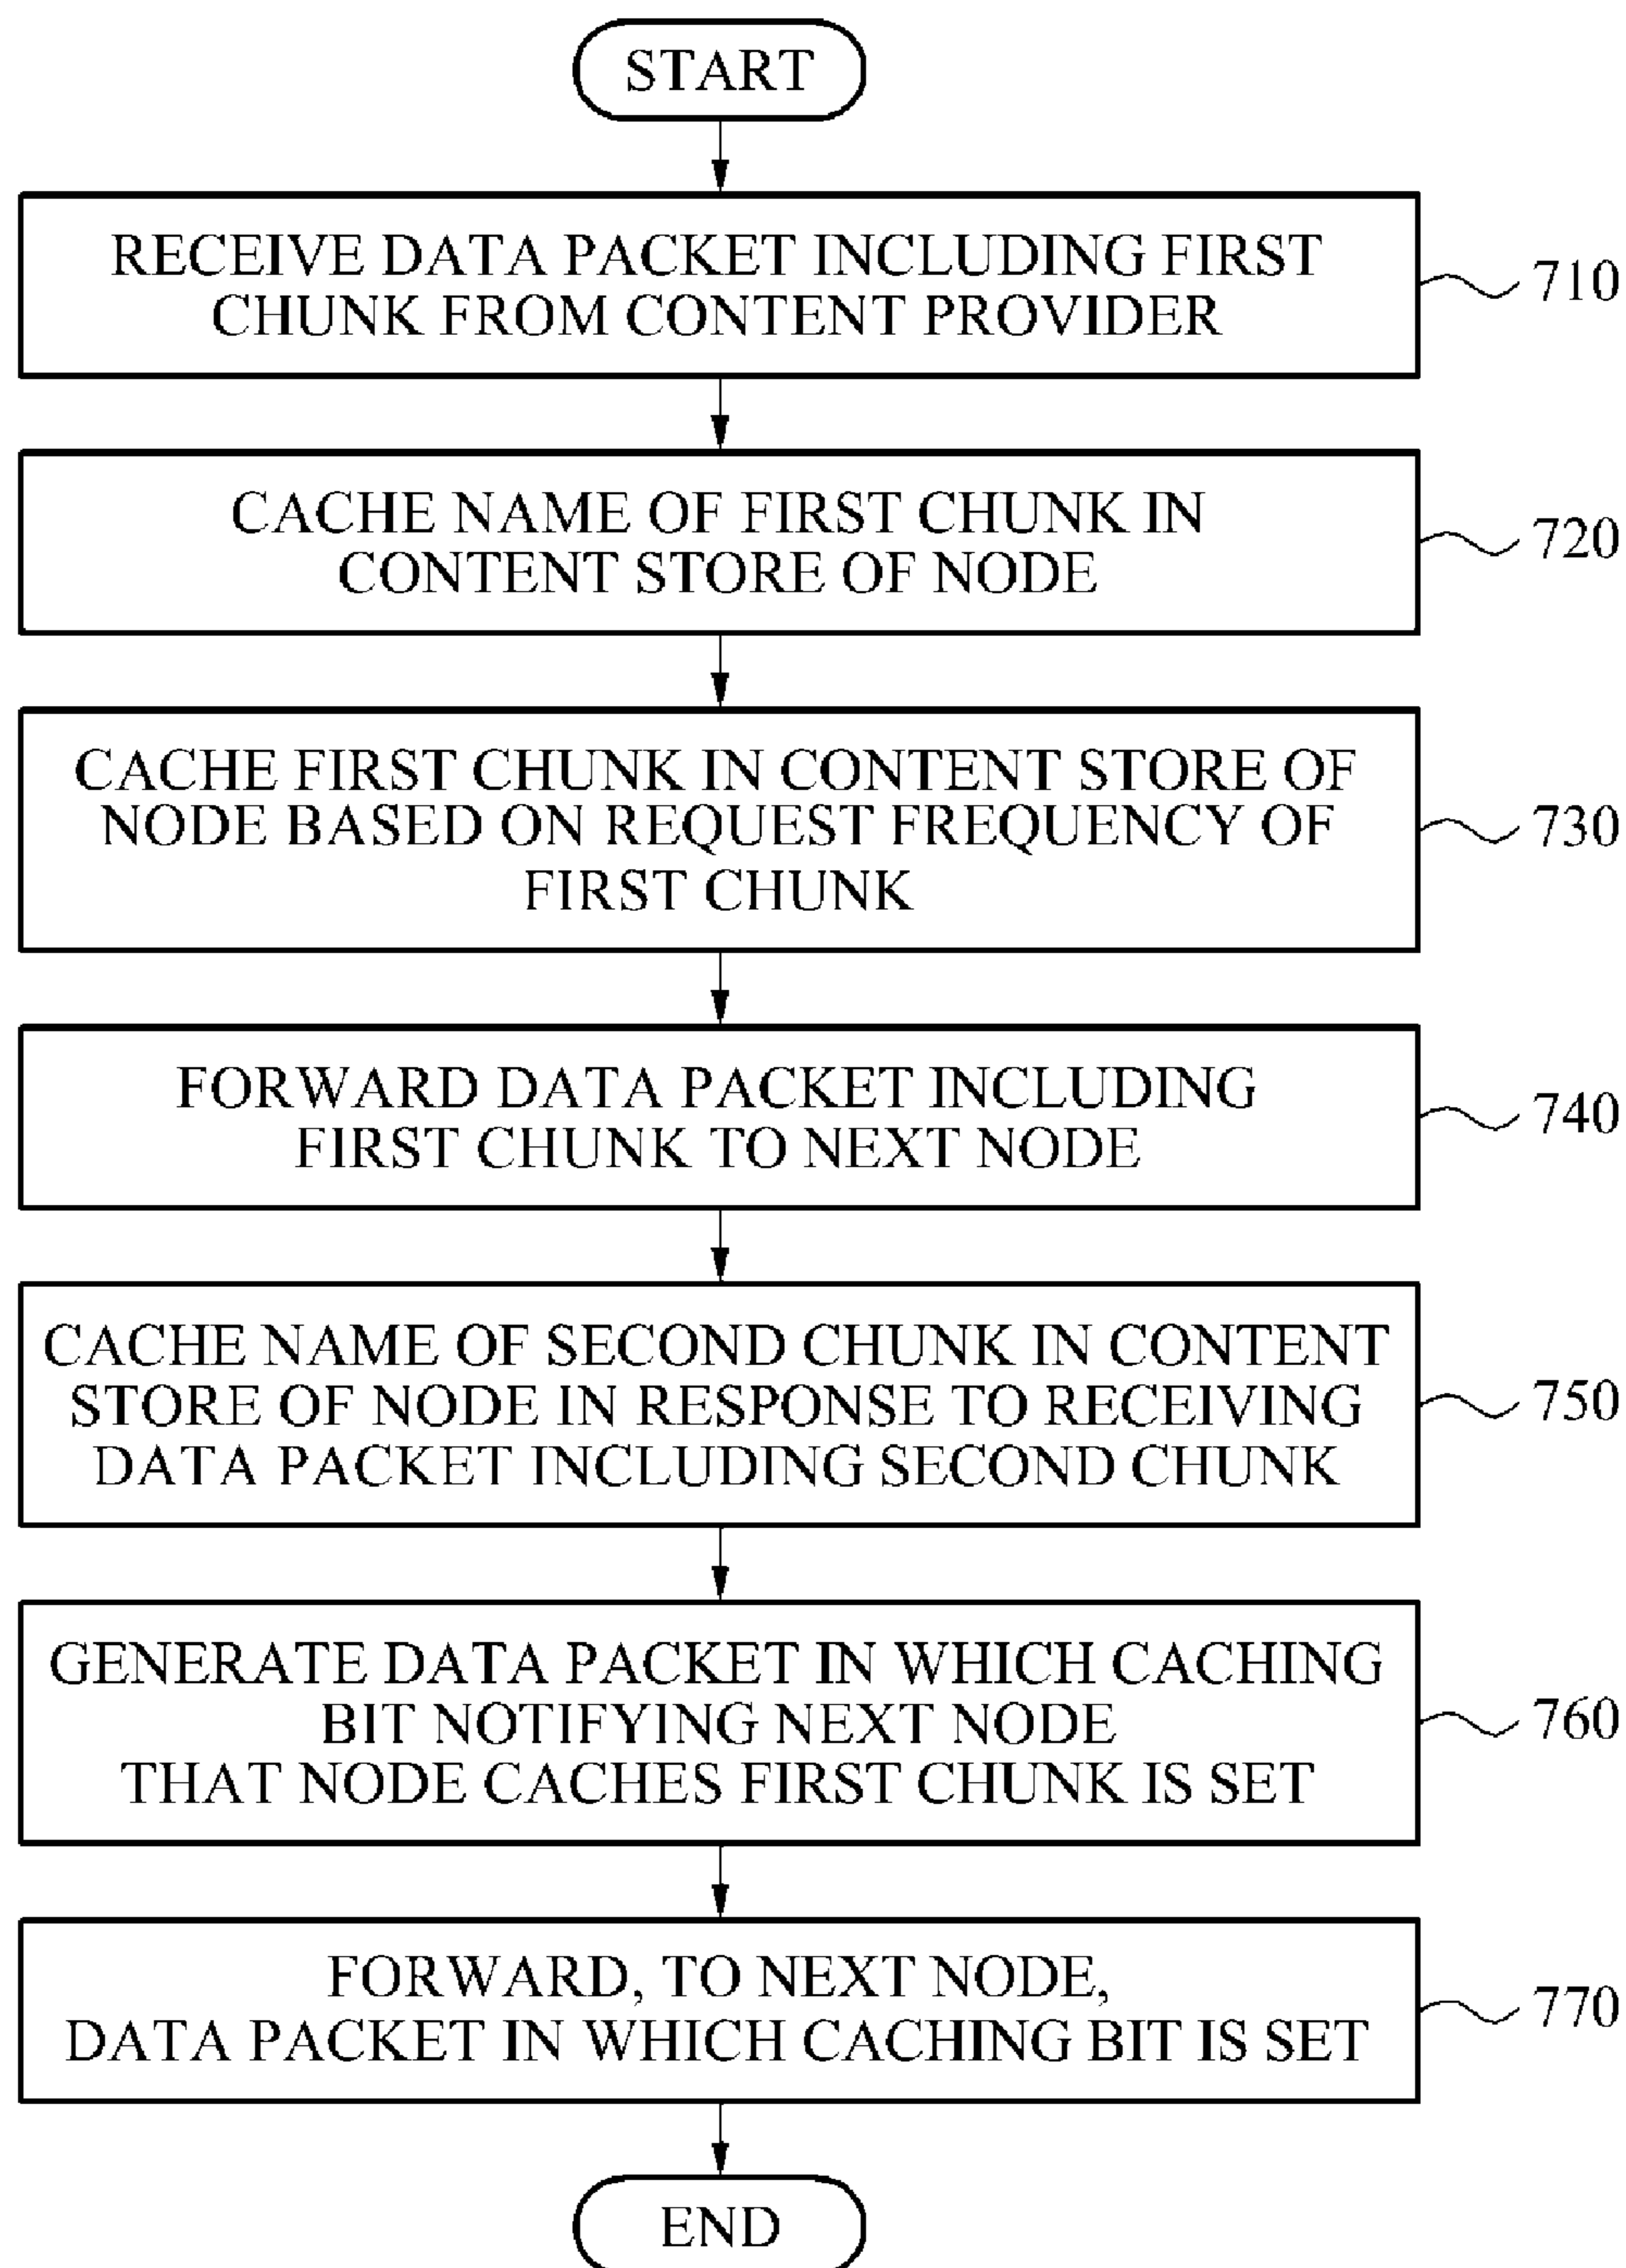 START
RECEIVE DATA PACKET INCLUDING FIRST
CHUNK FROM CONTENT PROVIDER
710
CACHE NAME OF FIRST CHUNK IN
CONTENT STORE OF NODE
720
CACHE FIRST CHUNK IN CONTENT STORE OF
NODE BASED ON REQUEST FREQUENCY OF
FIRST CHUNK
730
FORWARD DATA PACKET INCLUDING
FIRST CHUNK TO NEXT NODE
740
CACHE NAME OF SECOND CHUNK IN CONTENT
STORE OF NODE IN RESPONSE TO RECEIVING
DATA PACKET INCLUDING SECOND CHUNK
750
GENERATE DATA PACKET IN WHICH CACHING
BIT NOTIFYING NEXT NODE
THAT NODE CACHES FIRST CHUNK IS SET
760
FORWARD, TO NEXT NODE,
DATA PACKET IN WHICH CACHING BIT IS SET
770
END